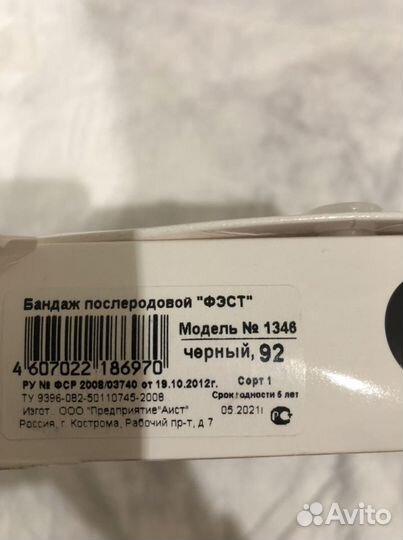 Бандаж послеродовой "ФЭСТ"
Модель № 1346
черный, 92
4 607022 186970
РУ № ФСР 2008/03740 от 19.10.2012г. Сорт 1
ТУ 9396-082-50110745-2008 Срок годности 5 лет
Изгот. ООО "Предприятие"Аист" 05.2021г
Россия, г. Кострома, Рабочий пр-т, д 7
Avito